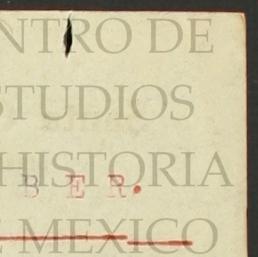 NTRO DE
STUDIOS
HISTORIA
B E R.
E MEXICO